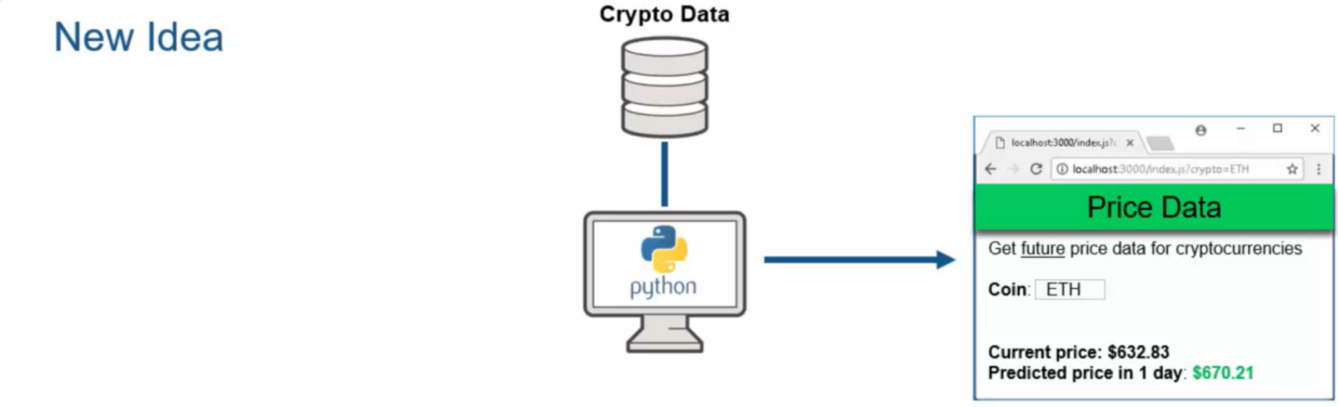 New Idea
Crypto Data
python
localhost:3000/index.js?c
localhost:3000/index.js?crypto=ETH
Price Data
Get future price data for cryptocurrencies
Coin: ETH
Current price: $632.83
Predicted price in 1 day: $670.21